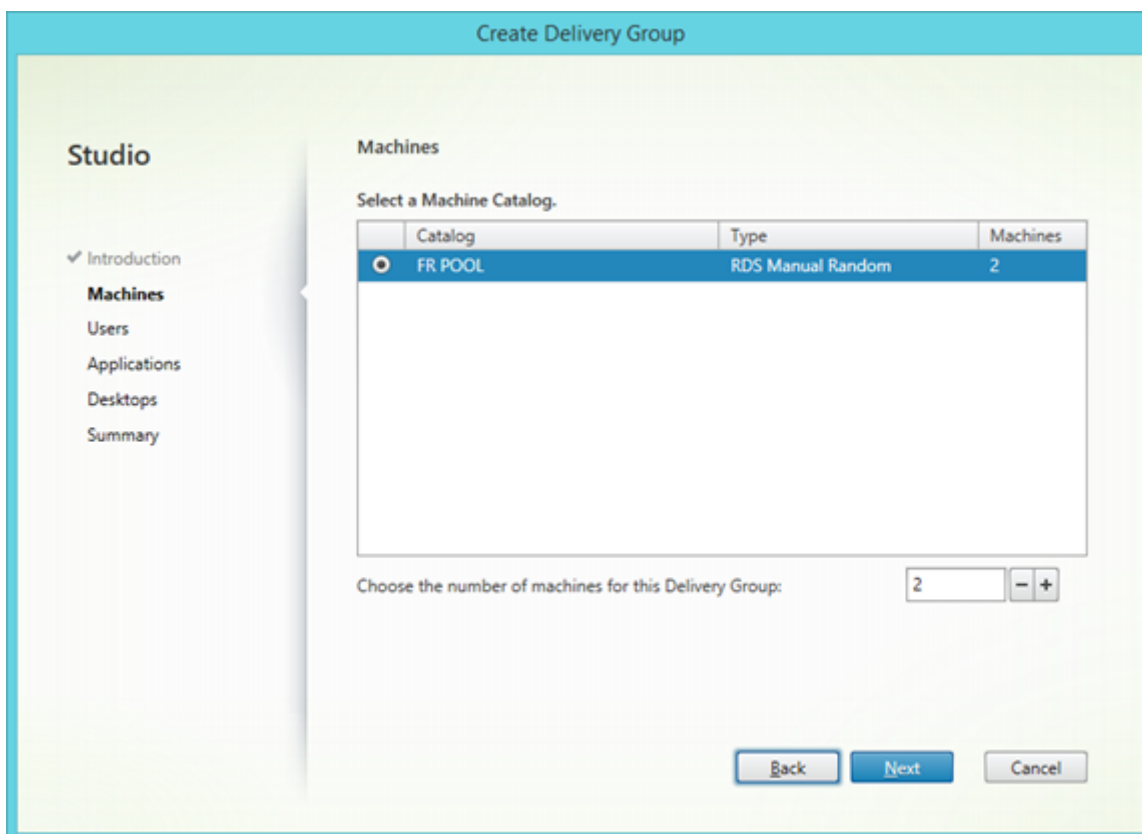 Create Delivery Group
Studio
Introduction
Machines
Users
Applications
Desktops
Summary
Machines
Select a Machine Catalog.
Catalog Type Machines
FR POOL RDS Manual Random 2
Choose the number of machines for this Delivery Group: 2 - +
Back Next Cancel